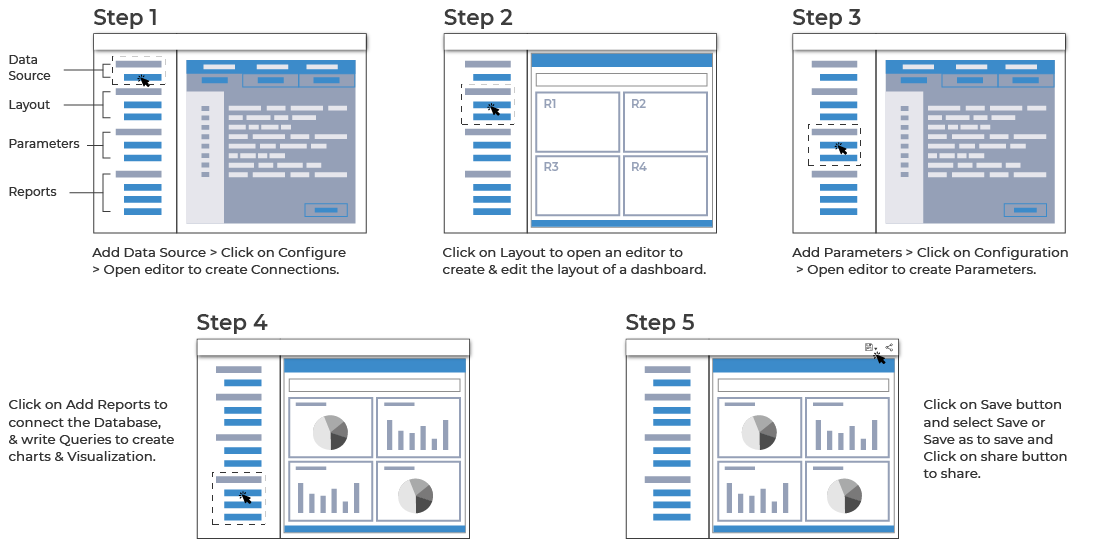 Step 1
Data
Source
Layout
Parameters
Reports
Add Data Source > Click on Configure
> Open editor to create Connections.
Step 2
R1
R2
R3
R4
Click on Layout to open an editor to
create & edit the layout of a dashboard.
Step 3
Add Parameters > Click on Configuration
> Open editor to create Parameters.
Step 4
Click on Add Reports to
connect the Database,
& write Queries to create
charts & Visualization.
Step 5
Click on Save button
and select Save or
Save as to save and
Click on share button
to share.